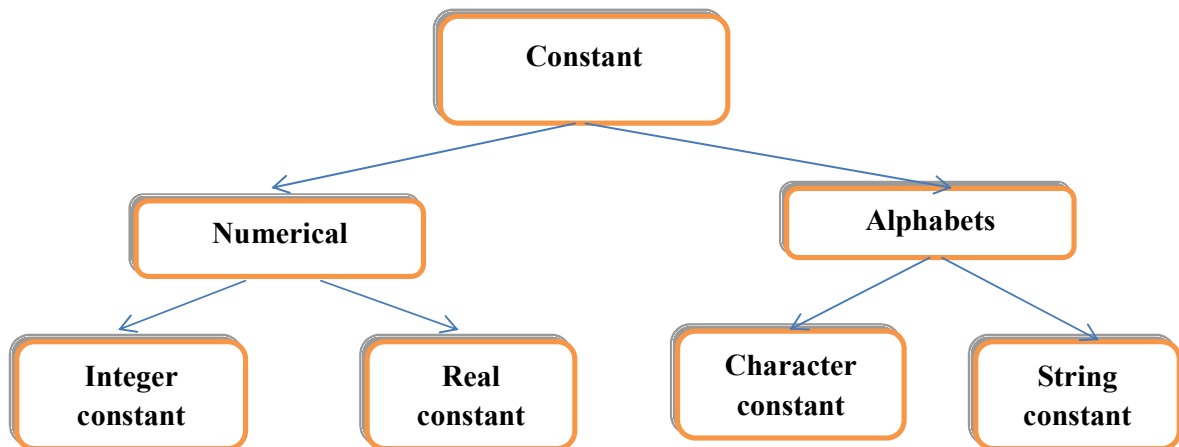 Constant
Numerical
Alphabets
Integer
constant
Real
constant
Character
constant
String
constant